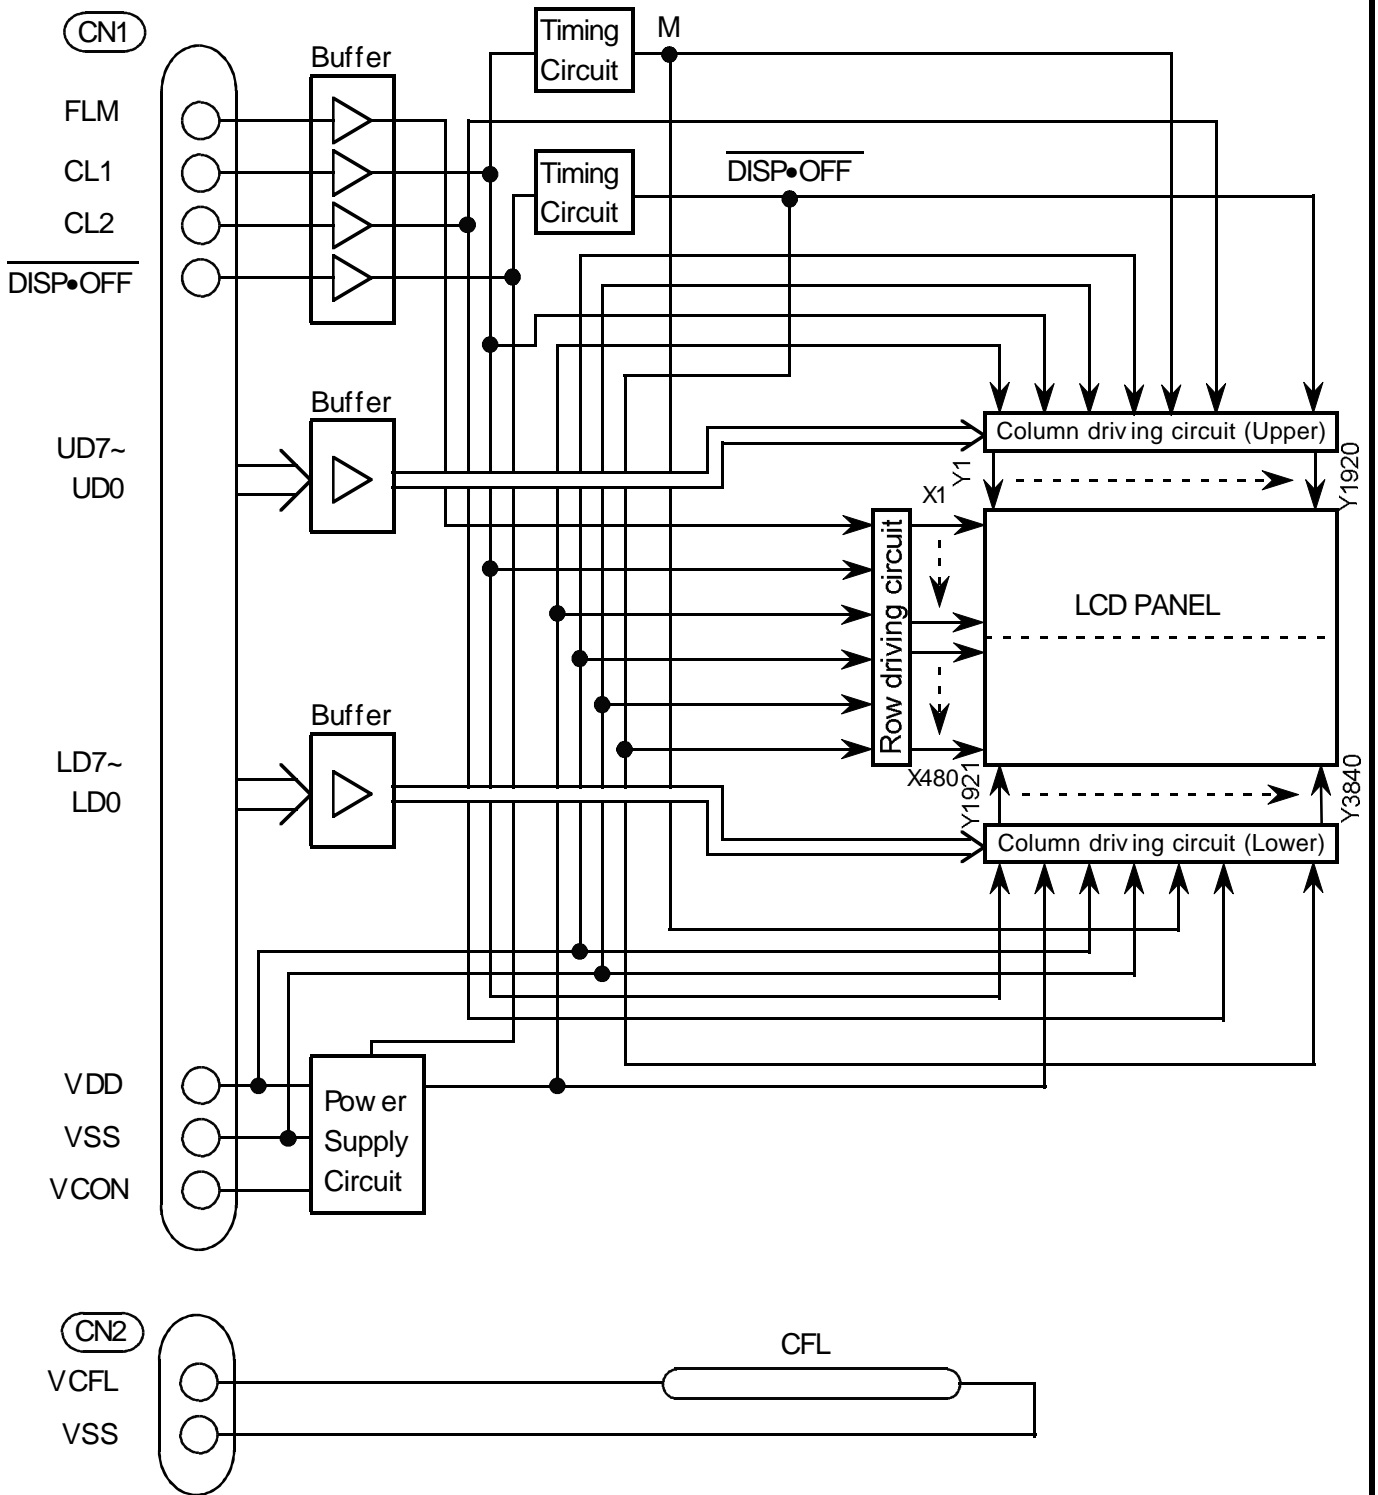 CN1
Timing
Circuit
M
Buffer
FLM
CL1
CL2
DISP•OFF
Timing
Circuit
DISP•OFF
Buffer
UD7~
UD0
Column driving circuit (Upper)
Y1
Y1920
X1
Row driving circuit
LCD PANEL
Buffer
LD7~
LD0
X480
Y1921
Y3840
Column driving circuit (Lower)
VDD
VSS
VCON
Power
Supply
Circuit
CN2
VCFL
VSS
CFL